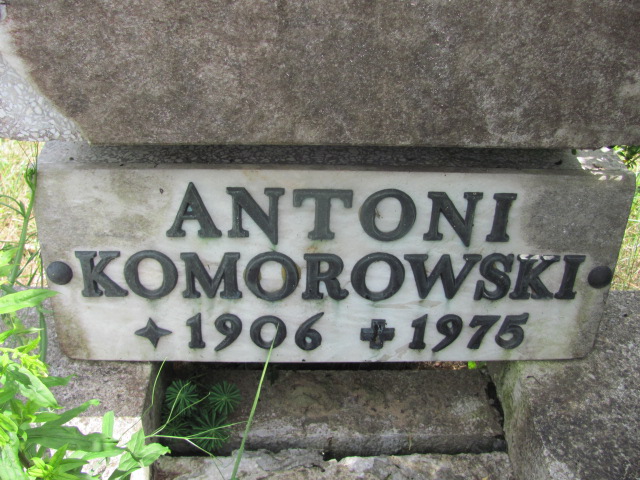 ANTONI
KOMOROWSKI
✦ 1906 ✚ 1975